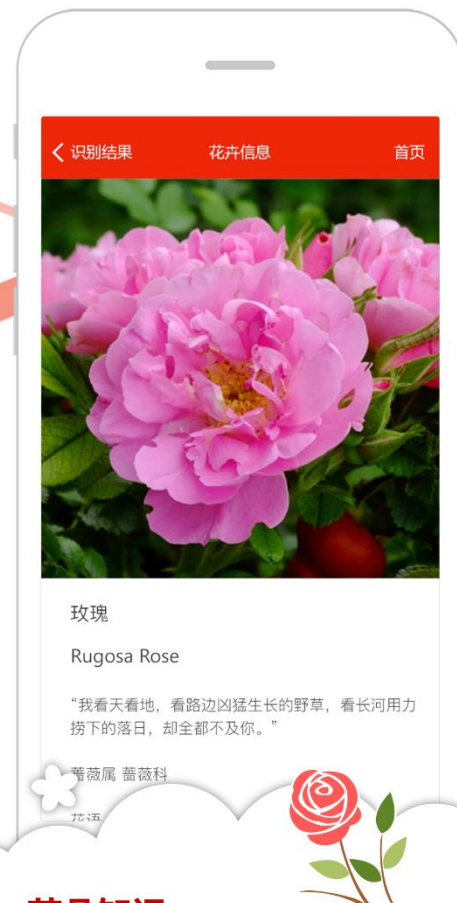 识别结果 花卉信息 首页
玫瑰
Rugosa Rose
“我看天看地，看路边凶猛生长的野草，看长河用力
捞下的落日，却全都不及你。”
蔷薇属 蔷薇科
花语